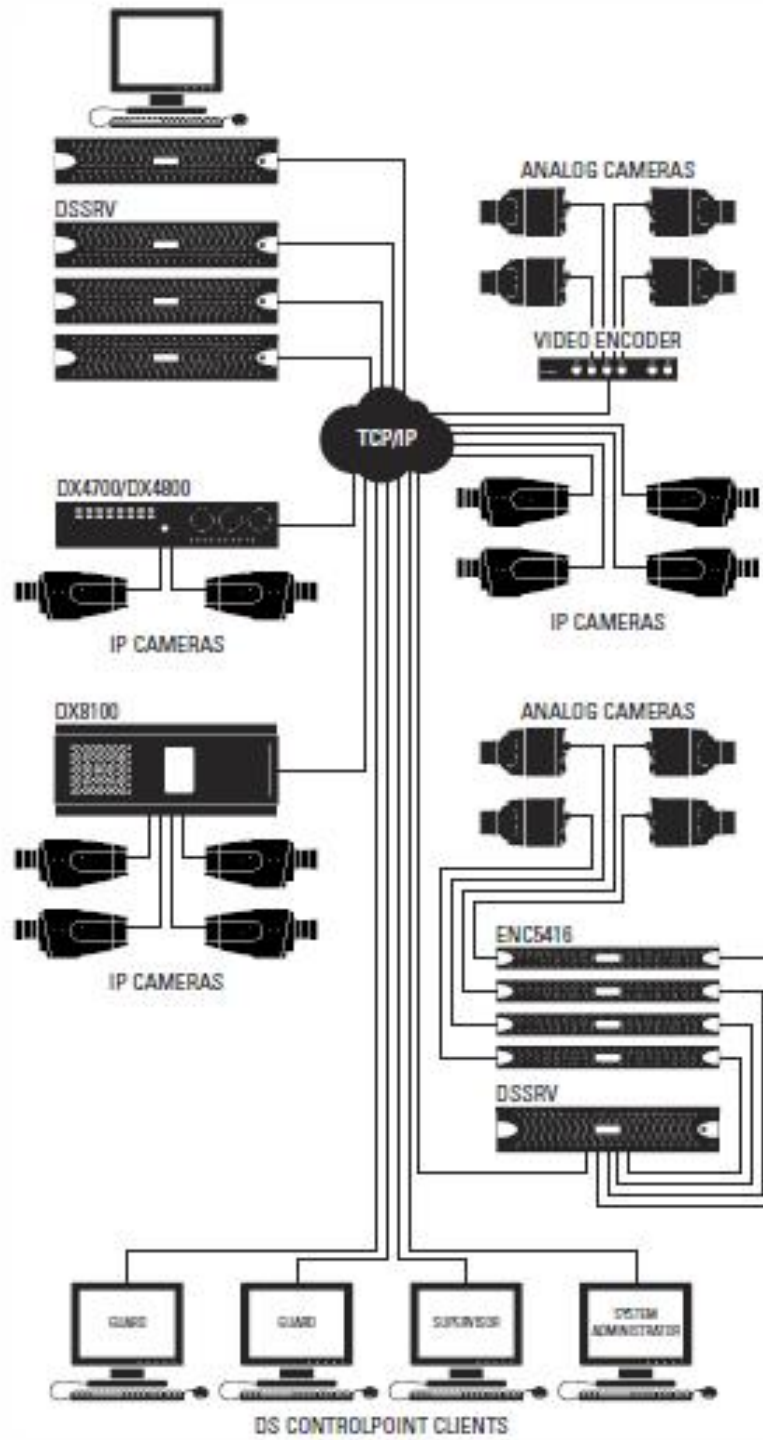 DSSRV
ANALOG CAMERAS
VIDEO ENCODER
TCP/IP
DX4700/DX4800
IP CAMERAS
IP CAMERAS
DX8100
ANALOG CAMERAS
IP CAMERAS
ENC5416
DSSRV
GUARD
GUARD
SUPERVISOR
SYSTEM
ADMINISTRATOR
DS CONTROLPOINT CLIENTS